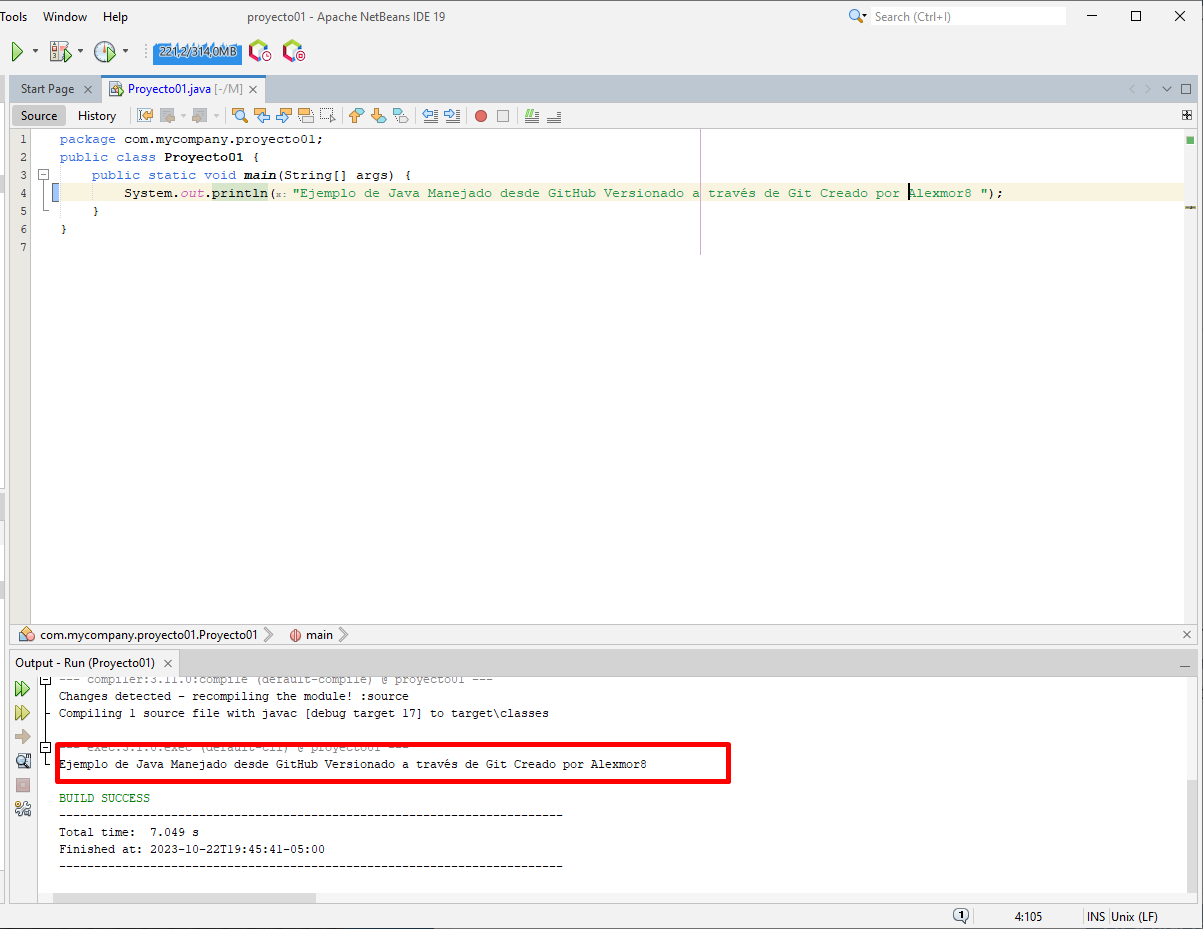 Tools Window Help proyecto01 - Apache NetBeans IDE 19 Search (Ctrl+I)
221,2/314,0MB
Start Page Proyecto01.java [-/M]
Source History
1 package com.mycompany.proyecto01;
2 public class Proyecto01 {
3 public static void main(String[] args) {
4 System.out.println(x: "Ejemplo de Java Manejado desde GitHub Versionado a través de Git Creado por Alexmor8 ");
5 }
6 }
7
com.mycompany.proyecto01.Proyecto01 main
Output - Run (Proyecto01)
--- compiler:3.11.0:compile (default-compile) @ proyecto01 ---
Changes detected - recompiling the module! :source
Compiling 1 source file with javac [debug target 17] to target\classes
--- exec:3.1.0:exec (default-cli) @ proyecto01 ---
Ejemplo de Java Manejado desde GitHub Versionado a través de Git Creado por Alexmor8
BUILD SUCCESS
------------------------------------------------------------------------
Total time:  7.049 s
Finished at: 2023-10-22T19:45:41-05:00
------------------------------------------------------------------------
1 4:105 INS Unix (LF)